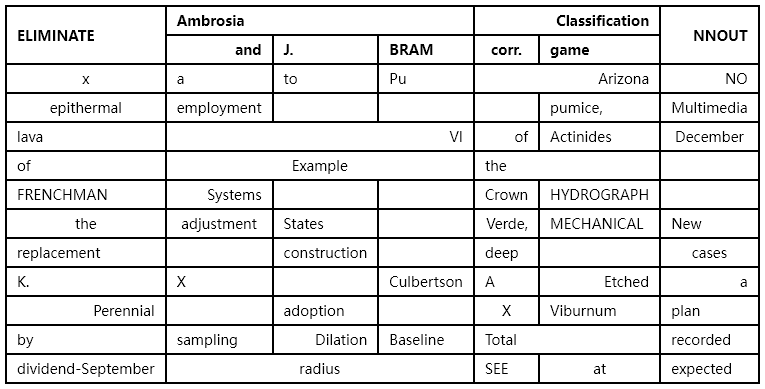 ELIMINATE Ambrosia Classification NNOUT
and J. BRAM corr. game
x a to Pu Arizona NO
epithermal employment pumice, Multimedia
lava VI of Actinides December
of Example the
FRENCHMAN Systems Crown HYDROGRAPH
the adjustment States Verde, MECHANICAL New
replacement construction deep cases
K. X Culbertson A Etched a
Perennial adoption X Viburnum plan
by sampling Dilation Baseline Total recorded
dividend-September radius SEE at expected